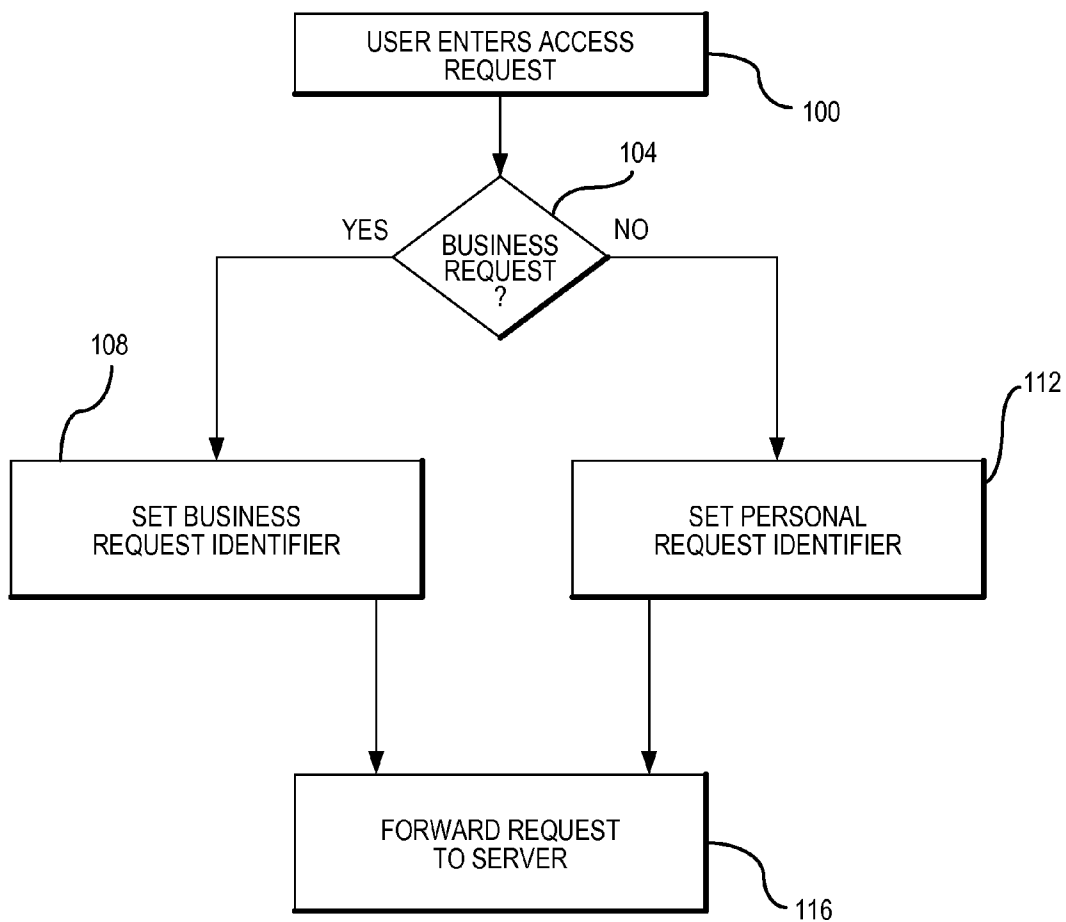 USER ENTERS ACCESS
REQUEST
100
104
YES
NO
BUSINESS
REQUEST
?
108
112
SET BUSINESS
REQUEST IDENTIFIER
SET PERSONAL
REQUEST IDENTIFIER
FORWARD REQUEST
TO SERVER
116